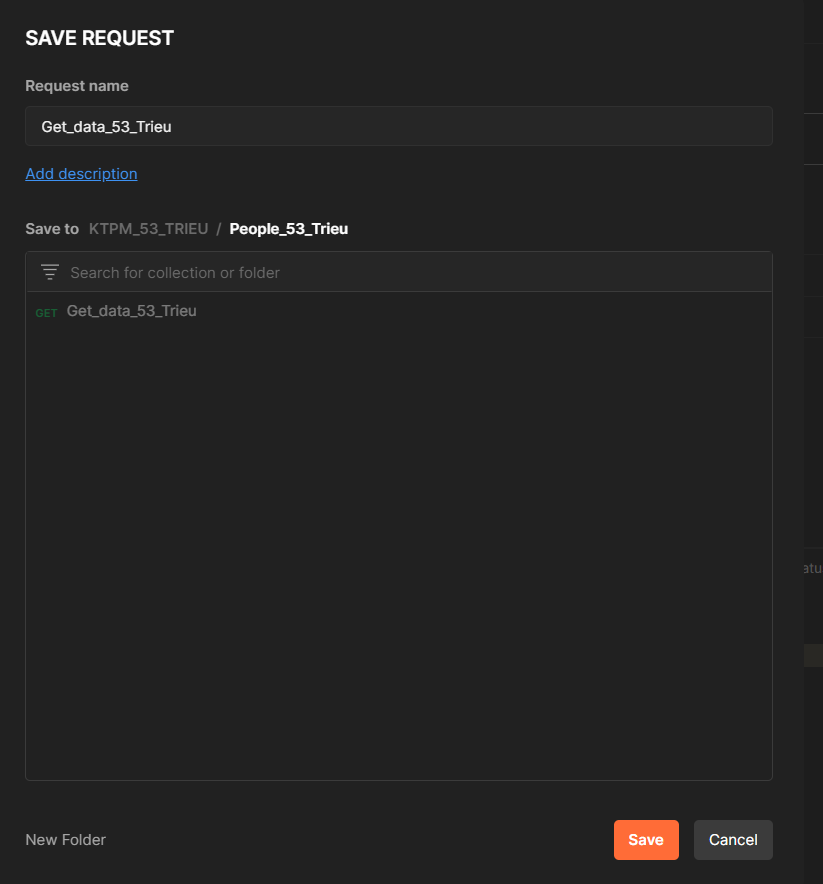 SAVE REQUEST
Request name
Get_data_53_Trieu
Add description
Save to KTPM_53_TRIEU / People_53_Trieu
Search for collection or folder
GET Get_data_53_Trieu
atu
New Folder Save Cancel